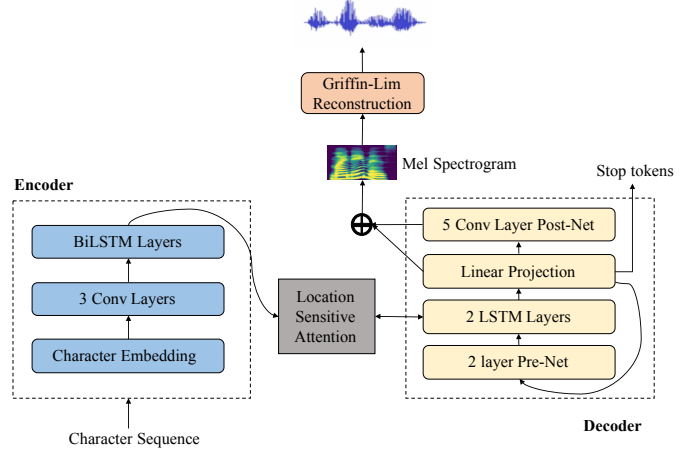 Griffin-Lim
Reconstruction
Mel Spectrogram
Stop tokens
Encoder
BiLSTM Layers
3 Conv Layers
Character Embedding
Character Sequence
Location
Sensitive
Attention
5 Conv Layer Post-Net
Linear Projection
2 LSTM Layers
2 layer Pre-Net
Decoder